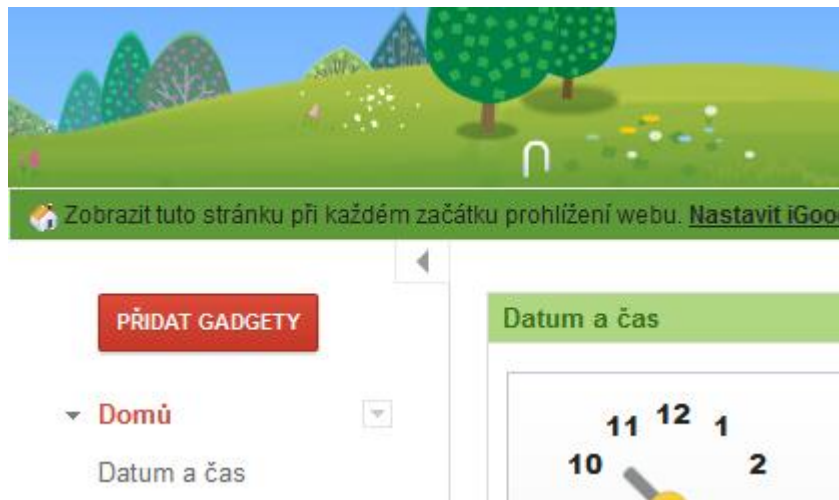 Zobrazit tuto stránku při každém začátku prohlížení webu. Nastavit iGoo
PŘIDAT GADGETY
Domů
Datum a čas
Datum a čas
11 12 1
10 2